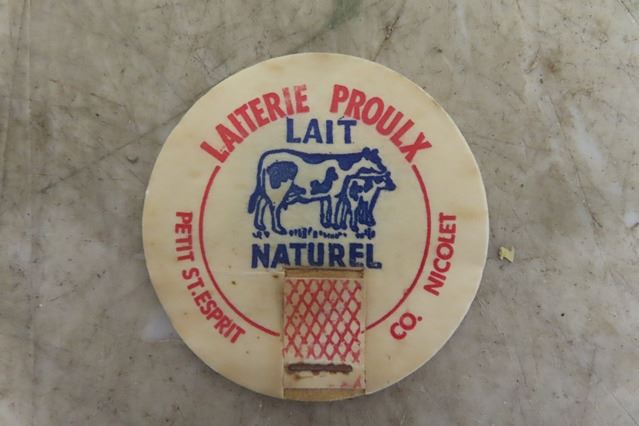 LAITERIE PROULX
LAIT
NATUREL
PETIT ST.ESPRIT
CO. NICOLET